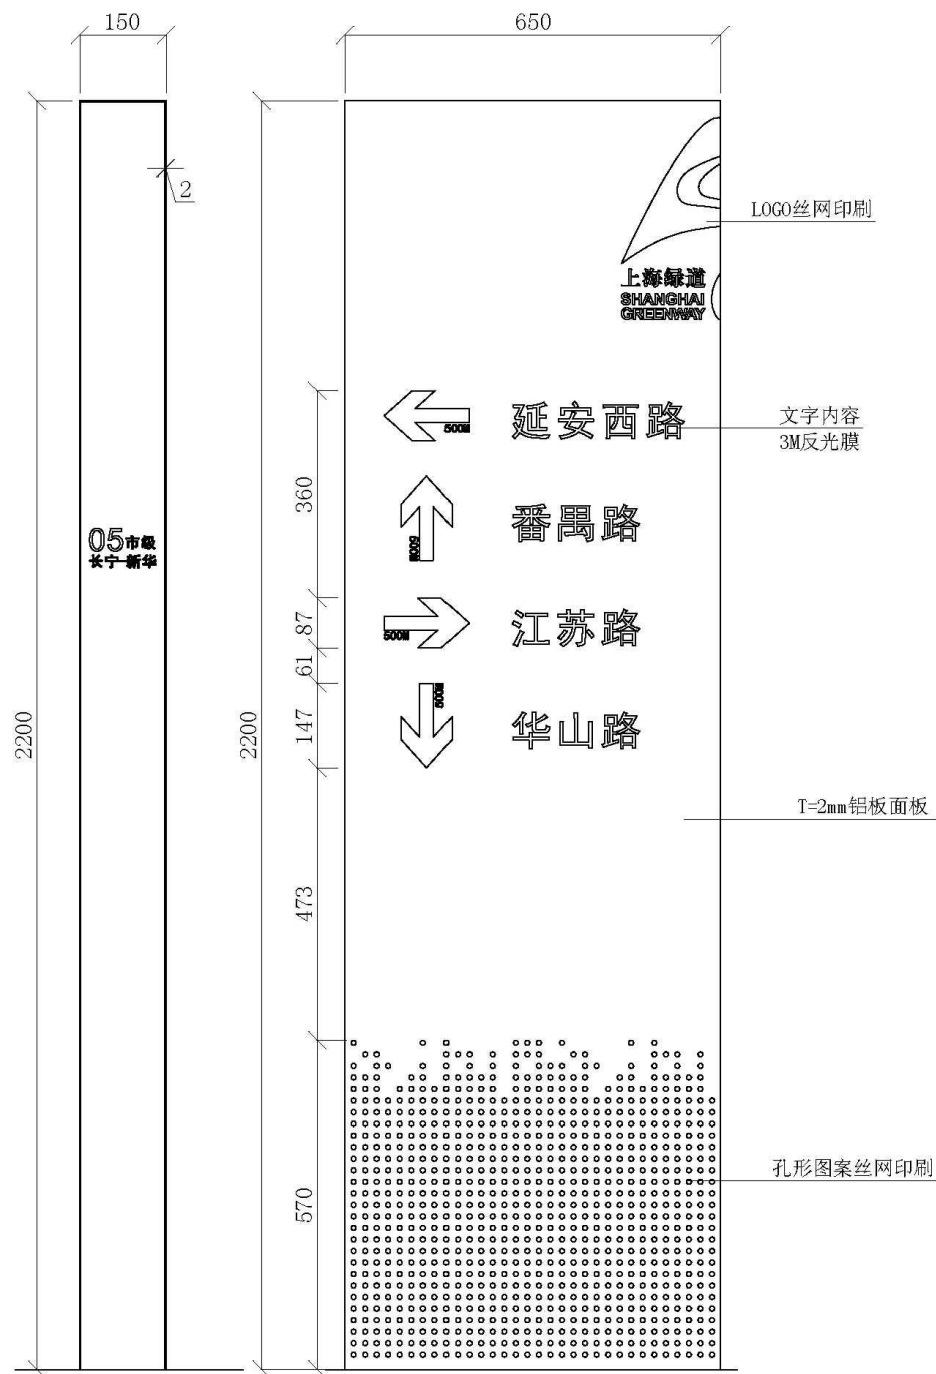 150
650
2
LOGO丝网印刷
上海绿道
SHANGHAI
GREENWAY
500M
延安西路
文字内容
3M反光膜
360
600M
番禺路
05市级
长宁-新华
87
500M
江苏路
61
500M
147
华山路
2200
2200
T=2mm铝板面板
473
孔形图案丝网印刷
570